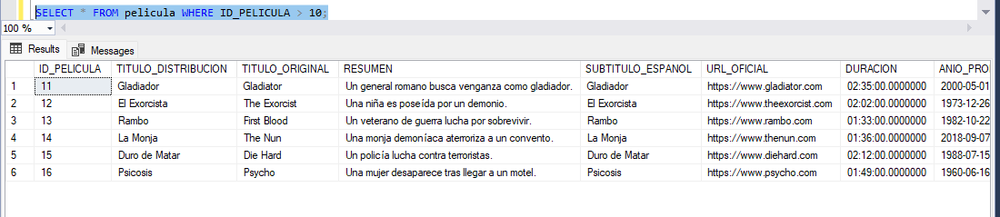 SELECT * FROM pelicula WHERE ID_PELICULA > 10;
100 %
Results Messages
ID_PELICULA TITULO_DISTRIBUCION TITULO_ORIGINAL RESUMEN SUBTITULO_ESPANOL URL_OFICIAL DURACION ANIO_PRO
1 11 Gladiador Gladiator Un general romano busca venganza como gladiador. Gladiador https://www.gladiator.com 02:35:00.0000000 2000-05-01
2 12 El Exorcista The Exorcist Una niña es poseída por un demonio. El Exorcista https://www.theexorcist.com 02:02:00.0000000 1973-12-26
3 13 Rambo First Blood Un veterano de guerra lucha por sobrevivir. Rambo https://www.rambo.com 01:33:00.0000000 1982-10-22
4 14 La Monja The Nun Una monja demoníaca aterroriza a un convento. La Monja https://www.thenun.com 01:36:00.0000000 2018-09-07
5 15 Duro de Matar Die Hard Un policía lucha contra terroristas. Duro de Matar https://www.diehard.com 02:12:00.0000000 1988-07-15
6 16 Psicosis Psycho Una mujer desaparece tras llegar a un motel. Psicosis https://www.psycho.com 01:49:00.0000000 1960-06-16